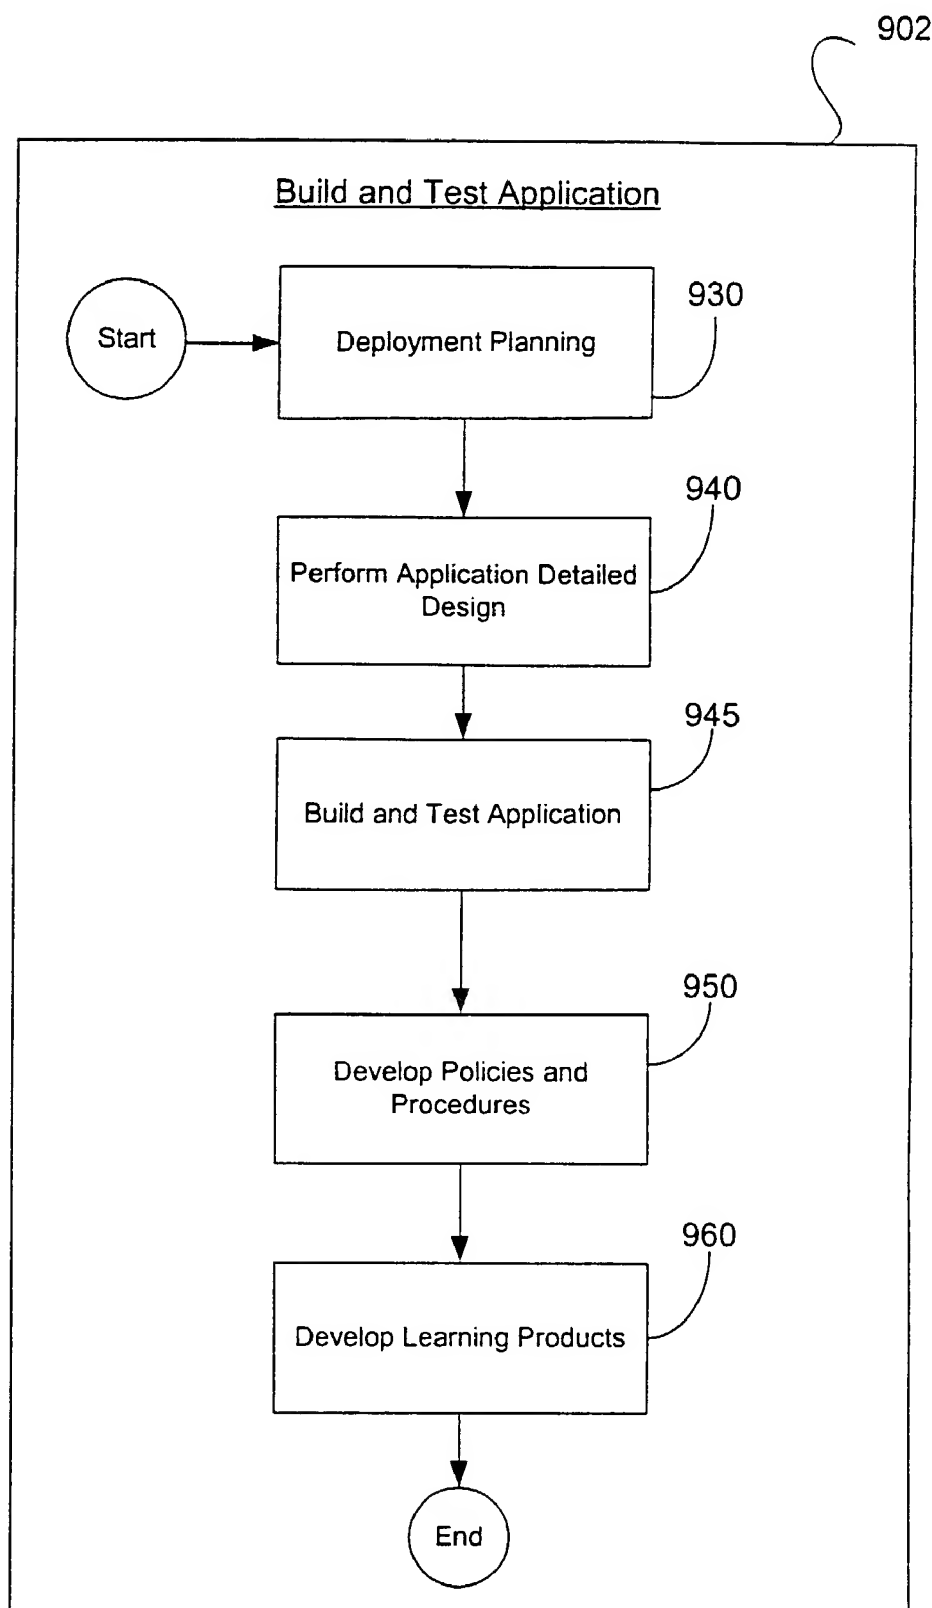 902
Build and Test Application
Start
Deployment Planning
930
940
Perform Application Detailed
Design
945
Build and Test Application
950
Develop Policies and
Procedures
960
Develop Learning Products
End